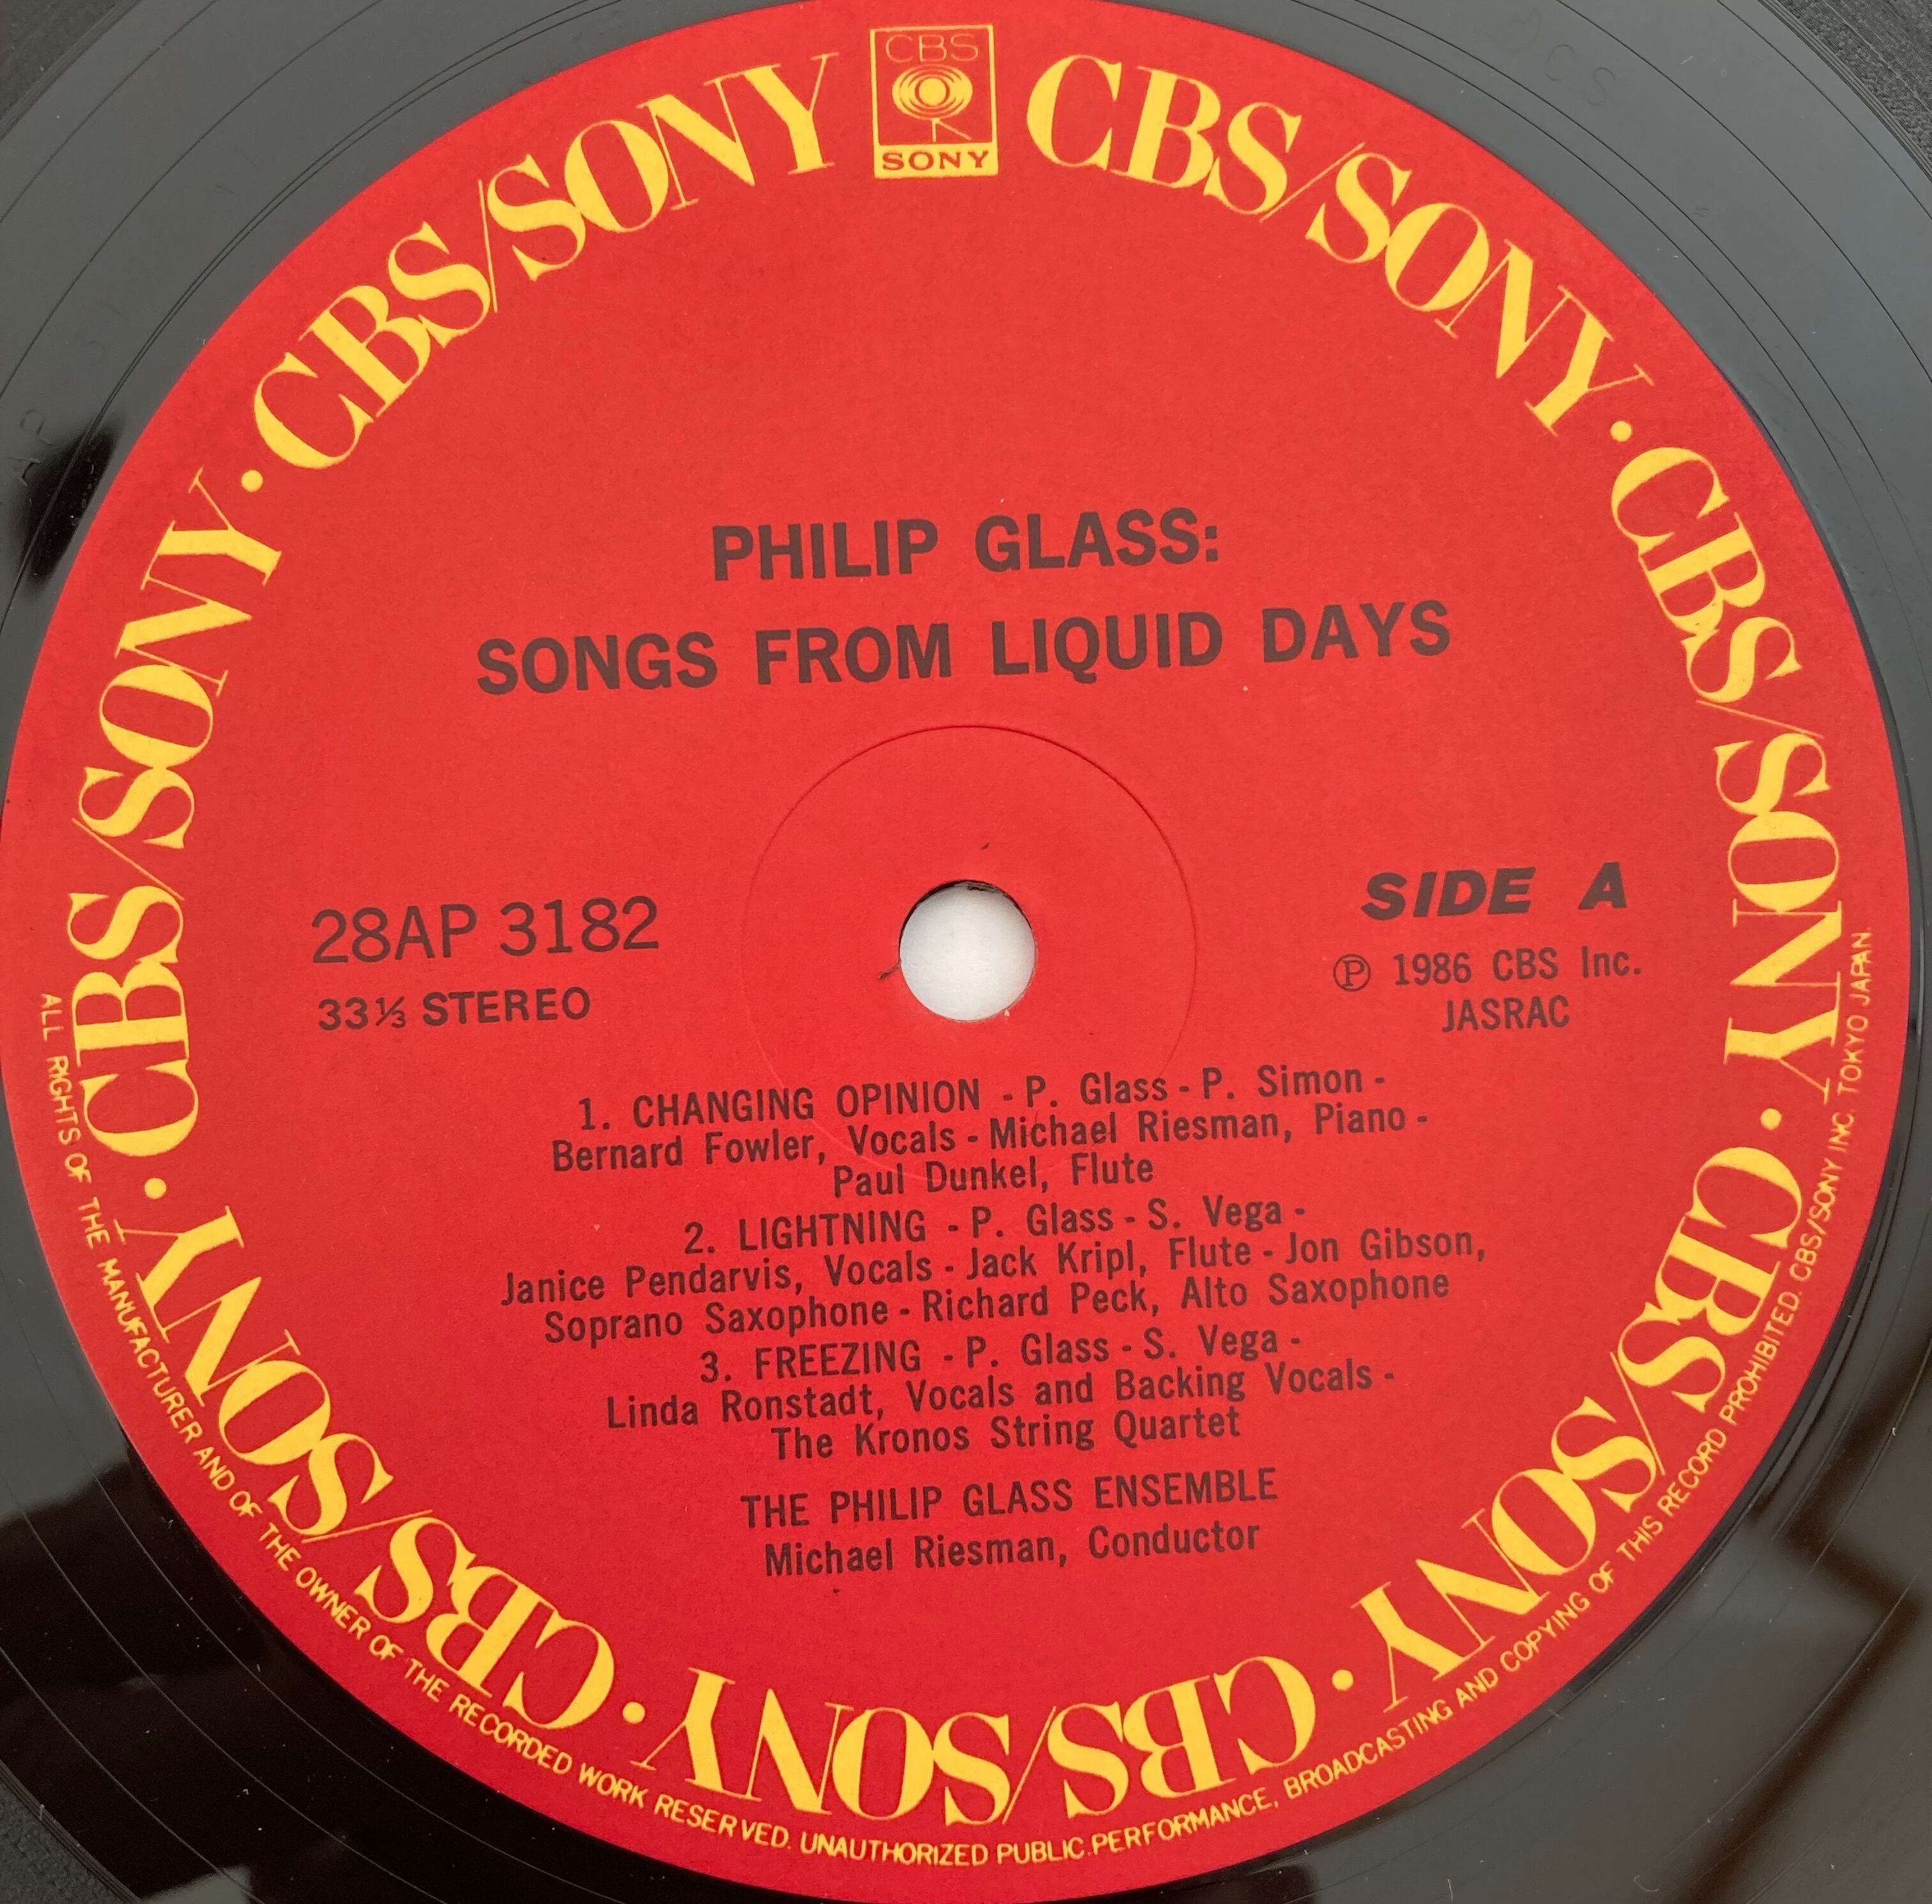 CBS
SONY
CBS/SONY · CBS/SONY · CBS/SONY · CBS/SONY · CBS/SONY · CBS/SONY · CBS/SONY
PHILIP GLASS:
SONGS FROM LIQUID DAYS
28AP 3182
33⅓ STEREO
SIDE A
℗ 1986 CBS Inc.
JASRAC
1. CHANGING OPINION - P. Glass - P. Simon -
Bernard Fowler, Vocals - Michael Riesman, Piano -
Paul Dunkel, Flute
2. LIGHTNING - P. Glass - S. Vega -
Janice Pendarvis, Vocals - Jack Kripl, Flute - Jon Gibson,
Soprano Saxophone - Richard Peck, Alto Saxophone
3. FREEZING - P. Glass - S. Vega -
Linda Ronstadt, Vocals and Backing Vocals -
The Kronos String Quartet
THE PHILIP GLASS ENSEMBLE
Michael Riesman, Conductor
ALL RIGHTS OF THE MANUFACTURER AND OF THE OWNER OF THE RECORDED WORK RESERVED. UNAUTHORIZED PUBLIC PERFORMANCE, BROADCASTING AND COPYING OF THIS RECORD PROHIBITED. CBS/SONY INC. TOKYO JAPAN.